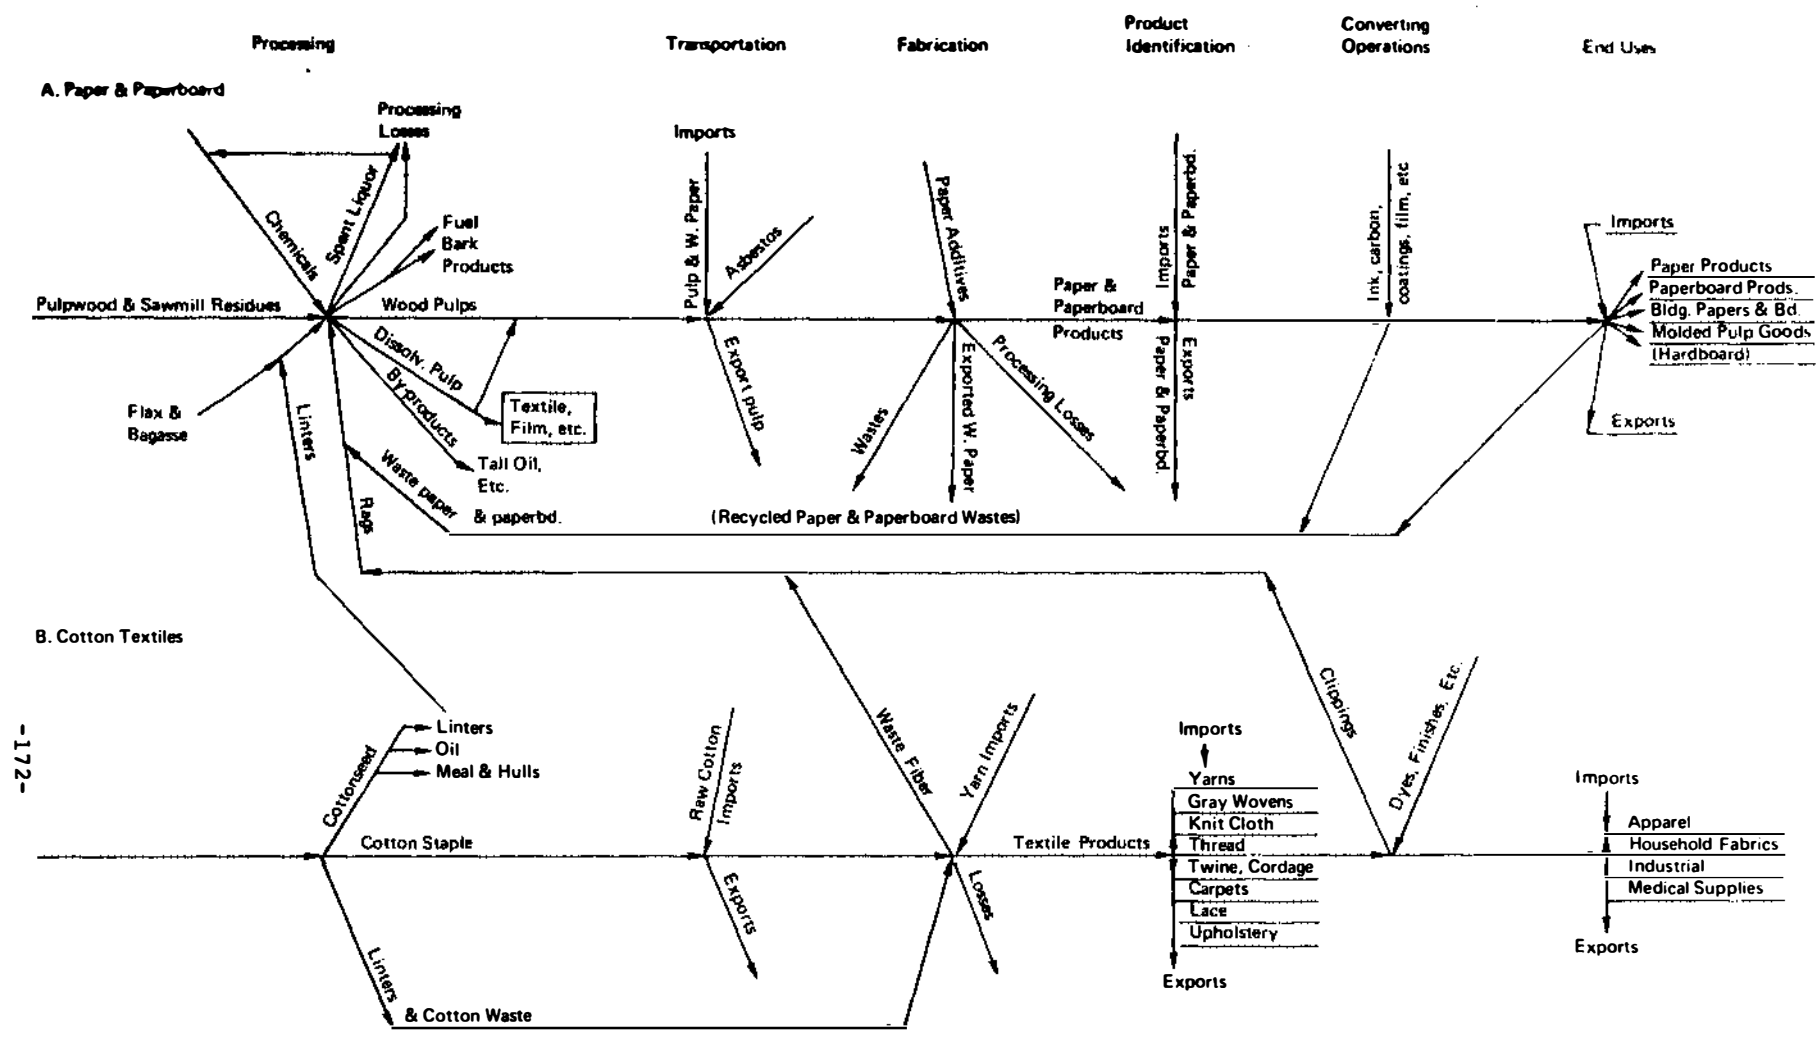 Processing
Transportation
Fabrication
Product
Identification
Converting
Operations
End Uses
A. Paper & Paperboard
Processing
Losses
Chemicals
Spent Liquor
Fuel
Bark
Products
Pulpwood & Sawmill Residues
Wood Pulps
Flax &
Bagasse
Linters
Rags
Dissolv. Pulp
By-products
Textile,
Film, etc.
Tall Oil,
Etc.
Waste paper
& paperbd.
Imports
Pulp & W. Paper
Asbestos
Export pulp
Paper Additives
Wastes
Exported W. Paper
Processing Losses
(Recycled Paper & Paperboard Wastes)
Paper &
Paperboard
Products
Imports
Paper & Paperbd.
Exports
Paper & Paperbd.
Ink, carbon,
coatings, film, etc
Imports
Paper Products
Paperboard Prods.
Bldg. Papers & Bd.
Molded Pulp Goods
(Hardboard)
Exports
B. Cotton Textiles
Cottonseed
Linters
Oil
Meal & Hulls
Cotton Staple
Linters
& Cotton Waste
Raw Cotton
Imports
Exports
Waste Fiber
Yarn Imports
Losses
Textile Products
Imports
Yarns
Gray Wovens
Knit Cloth
Thread
Twine, Cordage
Carpets
Lace
Upholstery
Exports
Clippings
Dyes, Finishes, Etc.
Imports
Apparel
Household Fabrics
Industrial
Medical Supplies
Exports
-172-